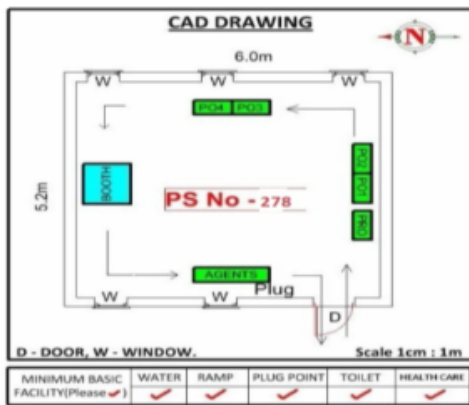 CAD DRAWING
N
6.0m
W W W
PO4 PO3
5.2m
BOOTH
PO2
PO1
PS No - 278
PRO
AGENTS
Plug
W W
D
D - DOOR, W - WINDOW. Scale 1cm : 1m
MINIMUM BASIC FACILITY(Please ✓) WATER RAMP PLUG POINT TOILET HEALTH CARE
✓ ✓ ✓ ✓ ✓